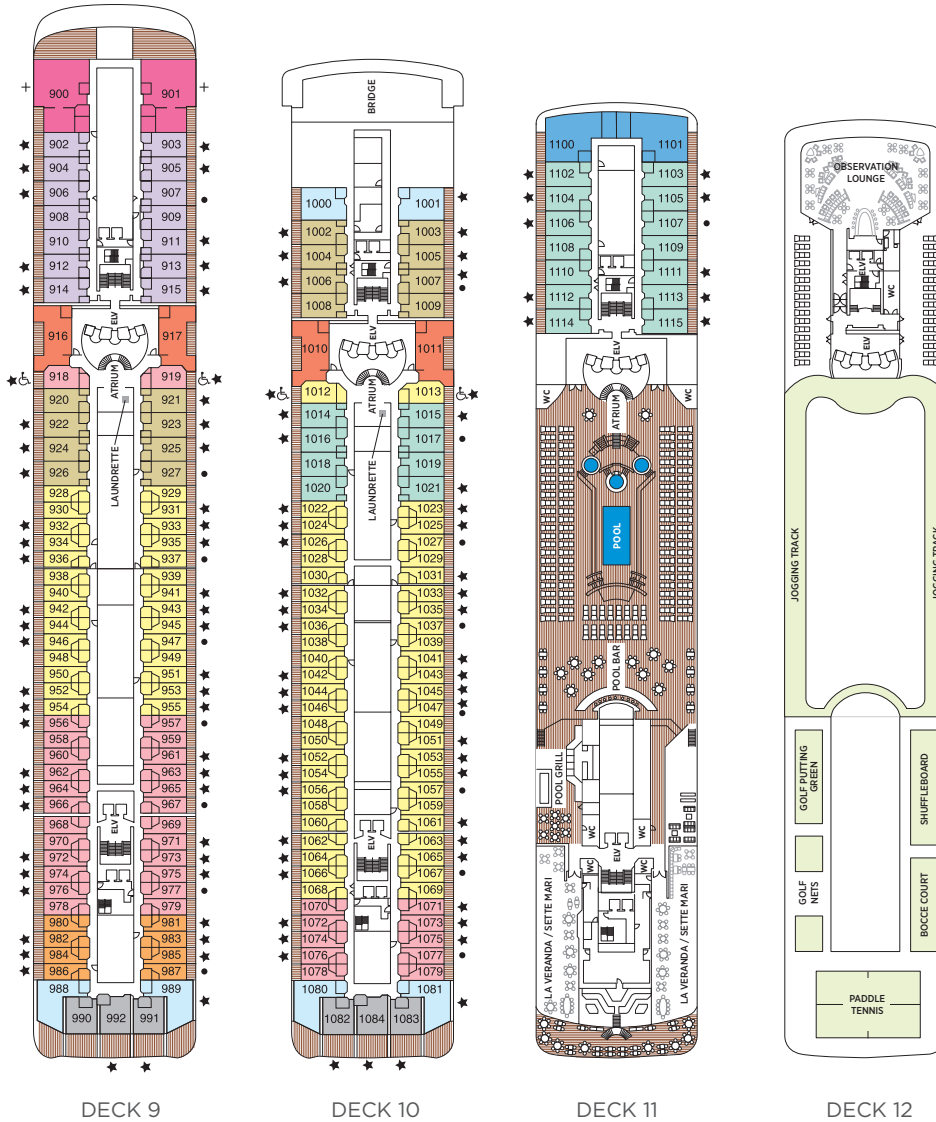 900 901
902 903
904 905
906 907
908 909
910 911
912 913
914 915
ELV
916 917
918 919
ATRIUM
920 921
922 923
924 925
926 927
LAUNDRETTE
928 929
930 931
932 933
934 935
936 937
938 939
940 941
942 943
944 945
946 947
948 949
950 951
952 953
954 955
956 957
958 959
960 961
962 963
964 965
966 967
ELV
968 969
970 971
972 973
974 975
976 977
978 979
980 981
982 983
984 985
986 987
988 989
990 992 991
DECK 9
BRIDGE
1000 1001
1002 1003
1004 1005
1006 1007
1008 1009
ELV
1010 1011
ATRIUM
1012 1013
1014 1015
1016 1017
1018 1019
1020 1021
LAUNDRETTE
1022 1023
1024 1025
1026 1027
1028 1029
1030 1031
1032 1033
1034 1035
1036 1037
1038 1039
1040 1041
1042 1043
1044 1045
1046 1047
1048 1049
1050 1051
1052 1053
1054 1055
1056 1057
1058 1059
1060 1061
ELV
1062 1063
1064 1065
1066 1067
1068 1069
1070 1071
1072 1073
1074 1075
1076 1077
1078 1079
1080 1081
1082 1084 1083
DECK 10
1100 1101
1102 1103
1104 1105
1106 1107
1108 1109
1110 1111
1112 1113
1114 1115
ELV
WC WC
ATRIUM
POOL
POOL BAR
POOL GRILL
WC WC
ELV
WC WC
LA VERANDA / SETTE MARI
LA VERANDA / SETTE MARI
DECK 11
OBSERVATION
LOUNGE
ELV
WC
ELV
JOGGING TRACK
JOGGING TRACK
GOLF PUTTING
GREEN
SHUFFLEBOARD
GOLF
NETS
BOCCE COURT
PADDLE
TENNIS
DECK 12